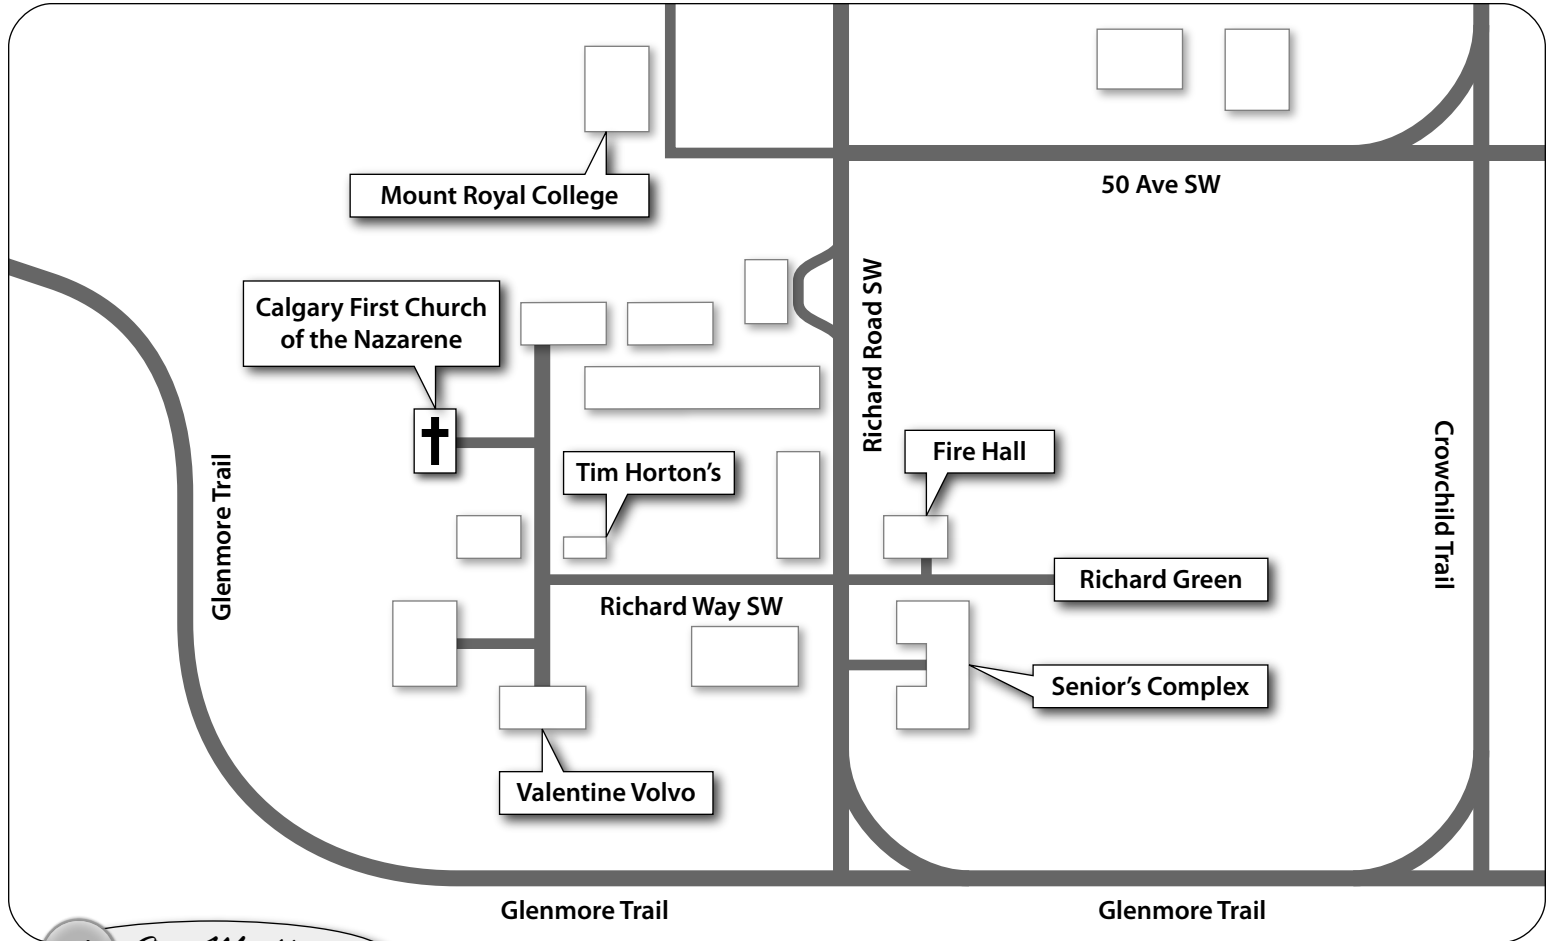 Mount Royal College
50 Ave SW
Calgary First Church
of the Nazarene
Richard Road SW
Glenmore Trail
Tim Horton's
Fire Hall
Crowchild Trail
Richard Green
Richard Way SW
Senior's Complex
Valentine Volvo
Glenmore Trail
Glenmore Trail